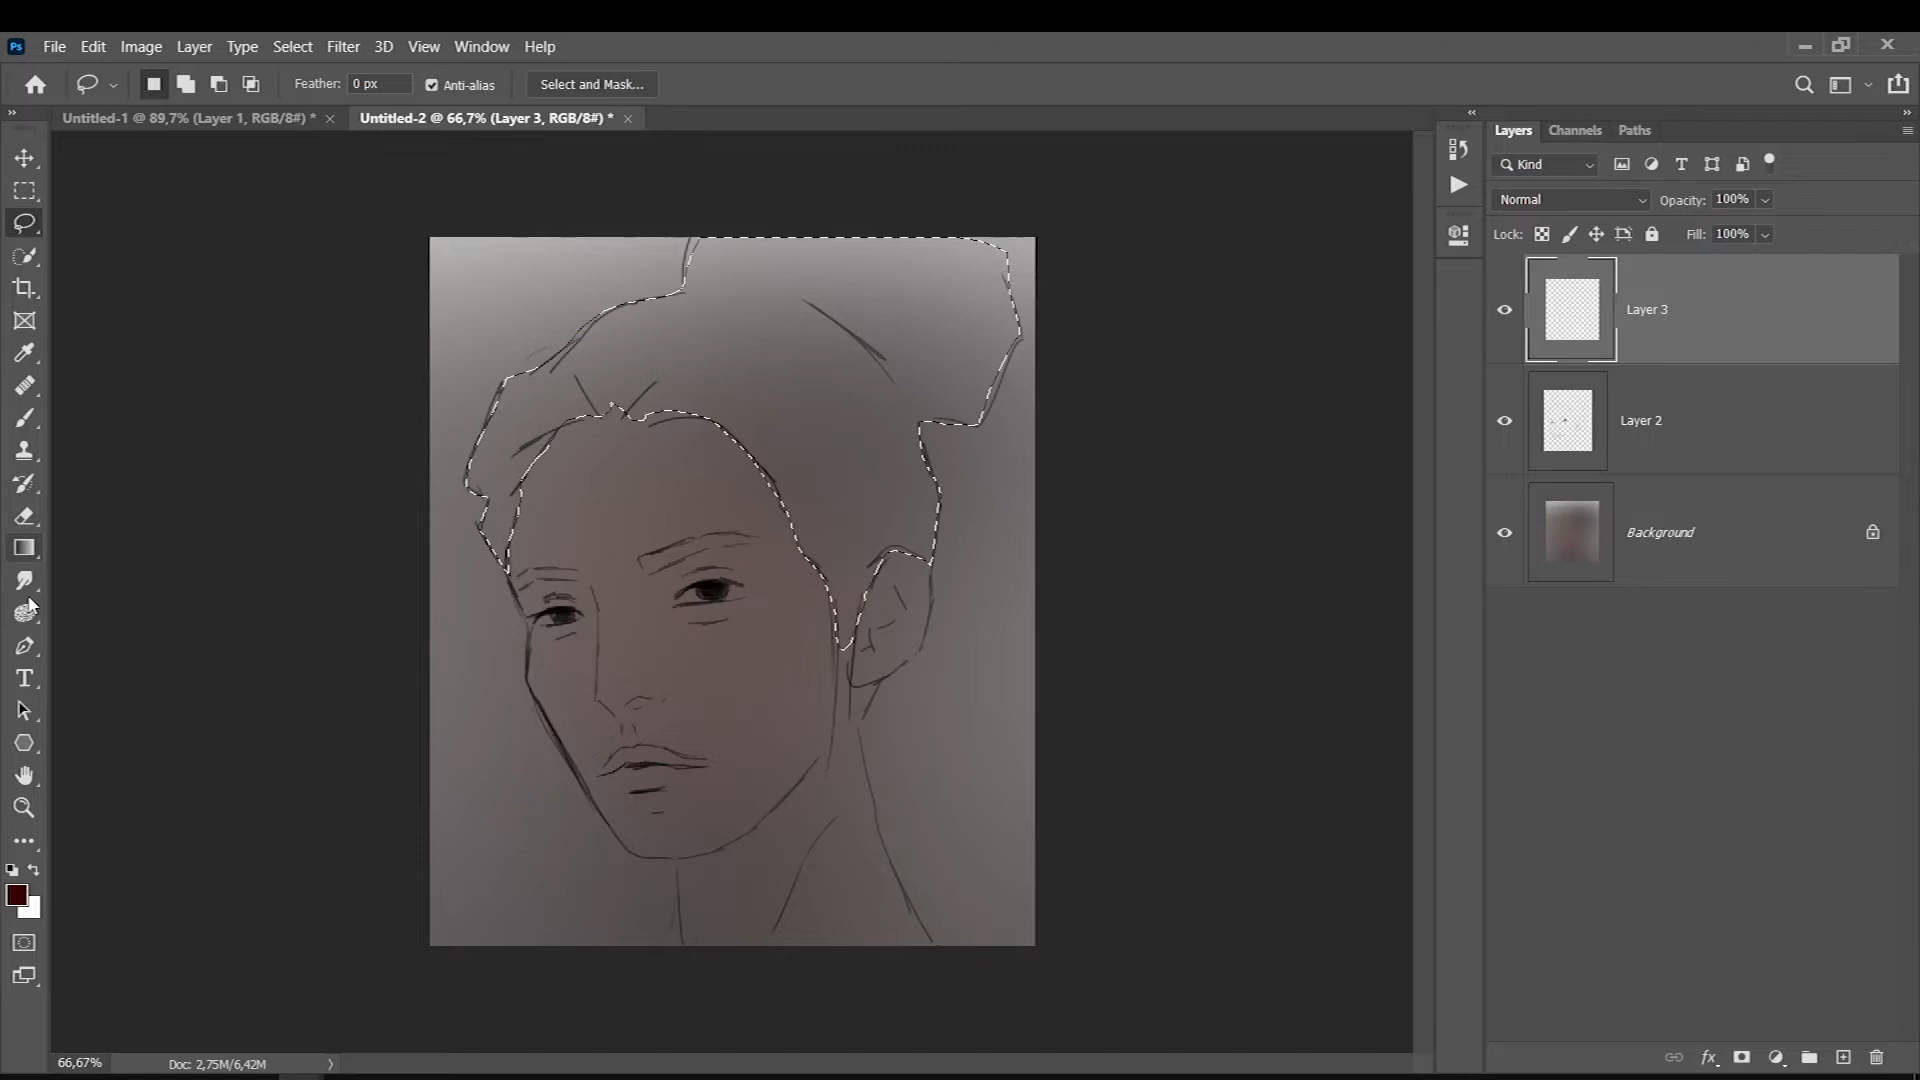 Ps File Edit Image Layer Type Select Filter 3D View Window Help
Feather: 0 px Anti-alias Select and Mask...
Untitled-1 @ 89,7% (Layer 1, RGB/8#) * Untitled-2 @ 66,7% (Layer 3, RGB/8#) *
Layers Channels Paths
Kind
Normal Opacity: 100%
Lock: Fill: 100%
Layer 3
Layer 2
Background
66,67% Doc: 2,75M/6,42M